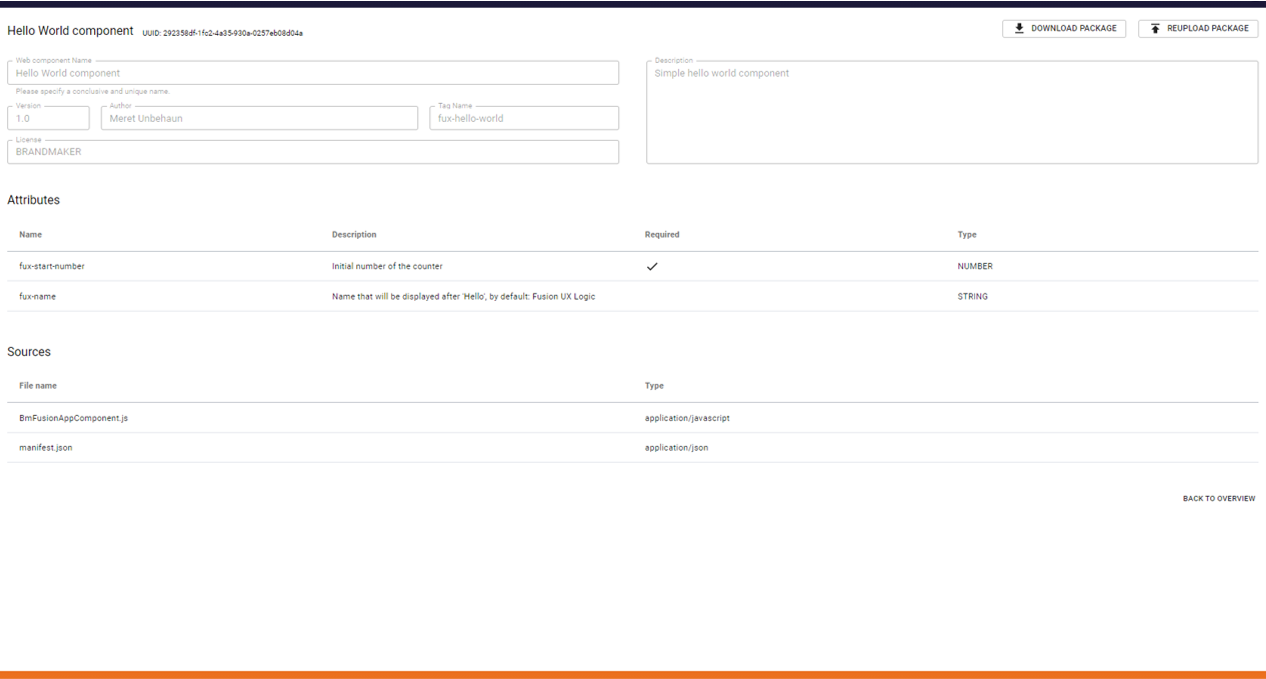 Hello World component UUID: 292358df-1fc2-4a35-930a-0257eb08d04a
DOWNLOAD PACKAGE
REUPLOAD PACKAGE
Web component Name
Hello World component
Please specify a conclusive and unique name.
Version
1.0
Author
Meret Unbehaun
Tag Name
fux-hello-world
License
BRANDMAKER
Description
Simple hello world component
Attributes
Name Description Required Type
fux-start-number Initial number of the counter NUMBER
fux-name Name that will be displayed after 'Hello', by default: Fusion UX Logic STRING
Sources
File name Type
BmFusionAppComponent.js application/javascript
manifest.json application/json
BACK TO OVERVIEW